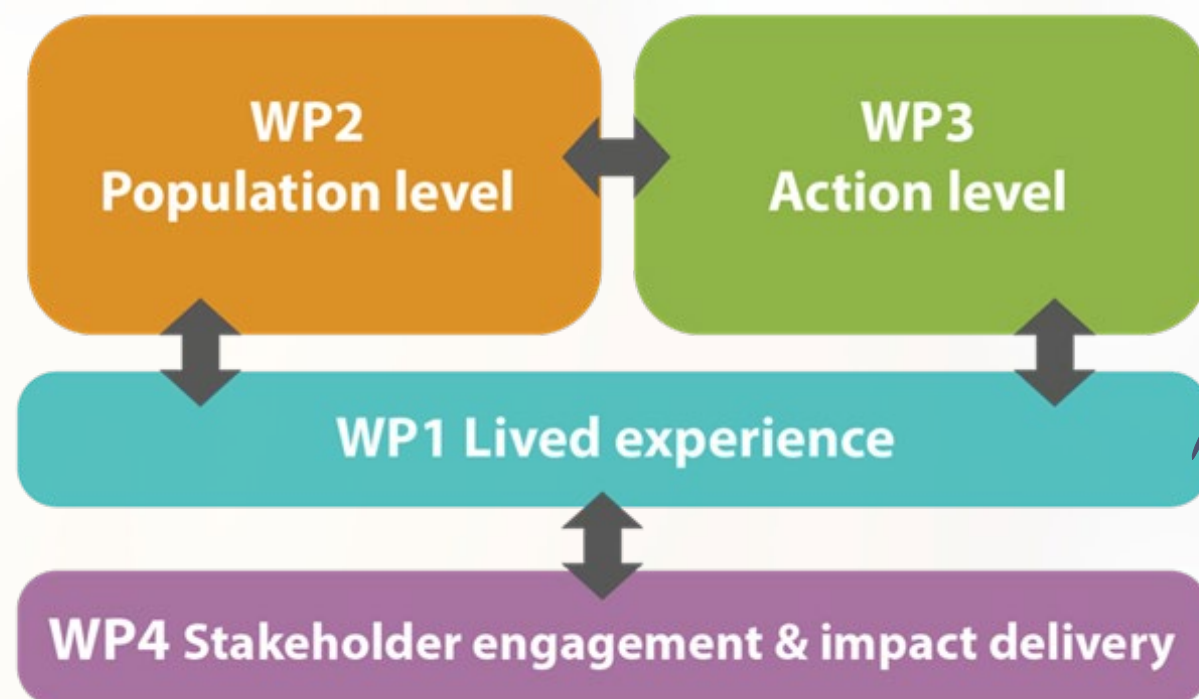 WP2
Population level
WP3
Action level
WP1 Lived experience
WP4 Stakeholder engagement & impact delivery